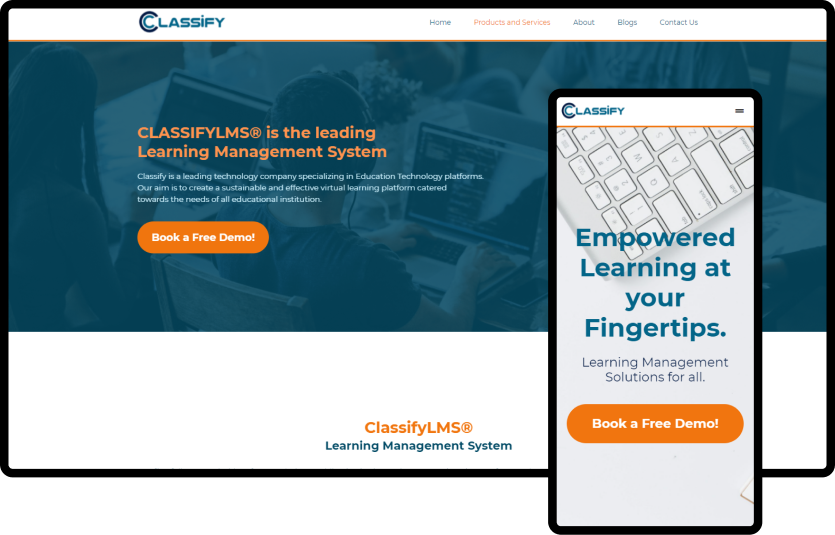 CLASSiFY
Home Products and Services About Blogs Contact Us
CLASSIFYLMS® is the leading
Learning Management System
Classify is a leading technology company specializing in Education Technology platforms.
Our aim is to create a sustainable and effective virtual learning platform catered
towards the needs of all educational institution.
Book a Free Demo!
ClassifyLMS®
Learning Management System
CLASSiFY
Empowered
Learning at
your
Fingertips.
Learning Management
Solutions for all.
Book a Free Demo!